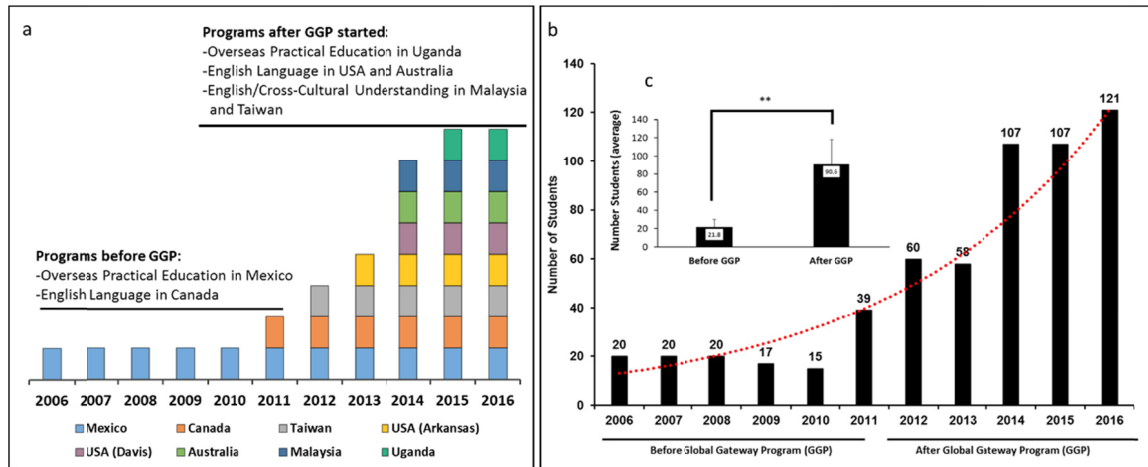 a
Programs after GGP started:
-Overseas Practical Education in Uganda
-English Language in USA and Australia
-English/Cross-Cultural Understanding in Malaysia
and Taiwan
Programs before GGP:
-Overseas Practical Education in Mexico
-English Language in Canada
2006 2007 2008 2009 2010 2011 2012 2013 2014 2015 2016
Mexico Canada Taiwan USA (Arkansas)
USA (Davis) Australia Malaysia Uganda
b
Number of Students
140
120
100
80
60
40
20
0
20 20 20 17 15 39 60 58 107 107 121
2006 2007 2008 2009 2010 2011 2012 2013 2014 2015 2016
Before Global Gateway Program (GGP) After Global Gateway Program (GGP)
c
**
Number Students (average)
140
120
100
80
60
40
20
0
21.8 90.6
Before GGP After GGP